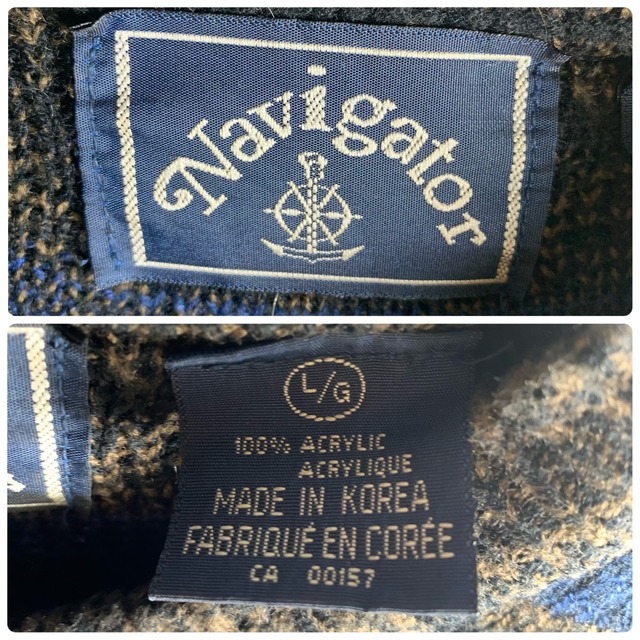 Navigator
L/G
100% ACRYLIC
ACRYLIQUE
MADE IN KOREA
FABRIQUÉ EN CORÉE
CA 00157